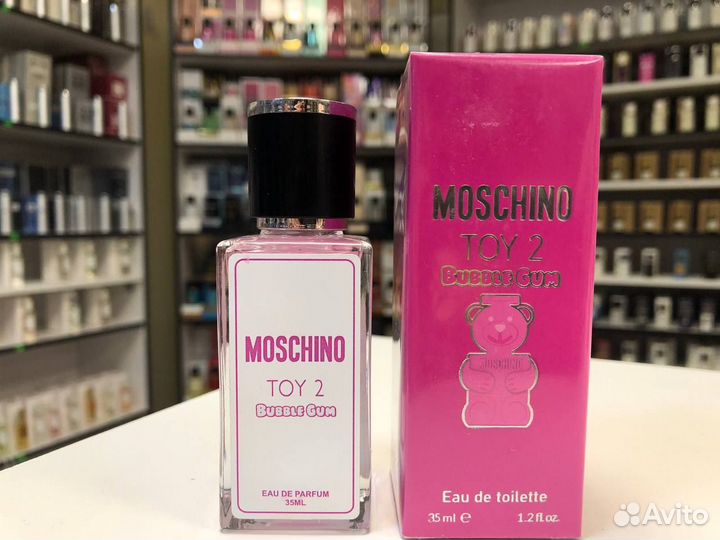 MOSCHINO
TOY 2
BUBBLE GUM
EAU DE PARFUM
35ML
MOSCHINO
TOY 2
BUBBLE GUM
MOSCHINO
Eau de toilette
35 ml e 1.2 fl.oz.
Avito